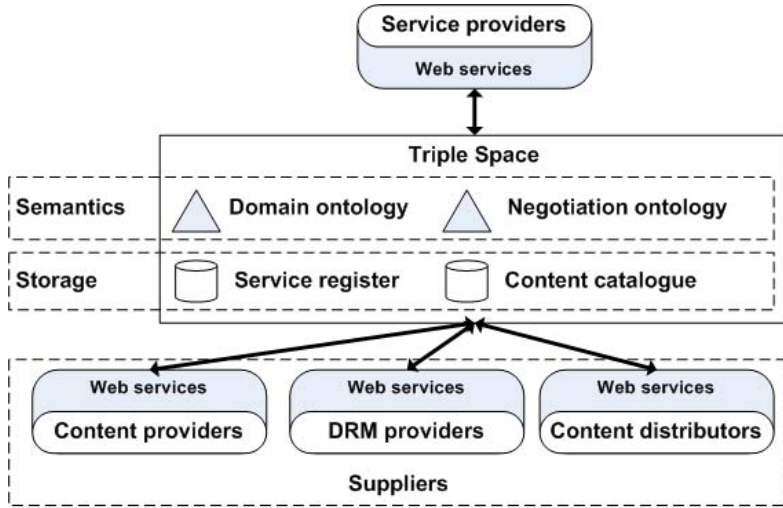 Service providers
Web services
Triple Space
Semantics
Domain ontology
Negotiation ontology
Storage
Service register
Content catalogue
Web services
Web services
Web services
Content providers
DRM providers
Content distributors
Suppliers